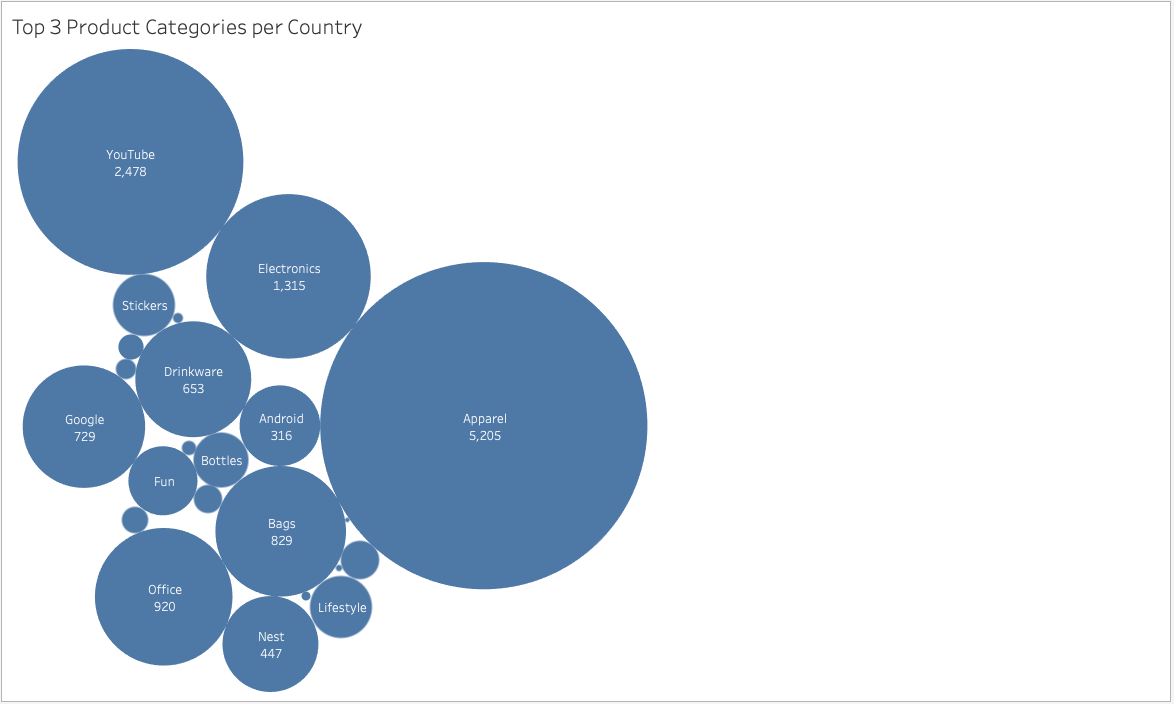 Top 3 Product Categories per Country
YouTube
2,478
Electronics
1,315
Stickers
Drinkware
653
Google
729
Android
316
Apparel
5,205
Bottles
Fun
Bags
829
Office
920
Lifestyle
Nest
447